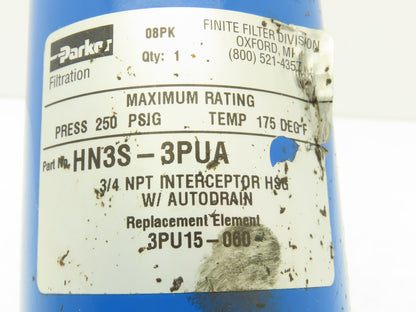 Parker
Filtration
08PK
Qty: 1
FINITE FILTER DIVISION
OXFORD, MI
(800) 521-4357
MAXIMUM RATING
PRESS 250 PSIG TEMP 175 DEG F
Part No. HN3S-3PUA
3/4 NPT INTERCEPTOR HSG
W/ AUTODRAIN
Replacement Element
3PU15-060